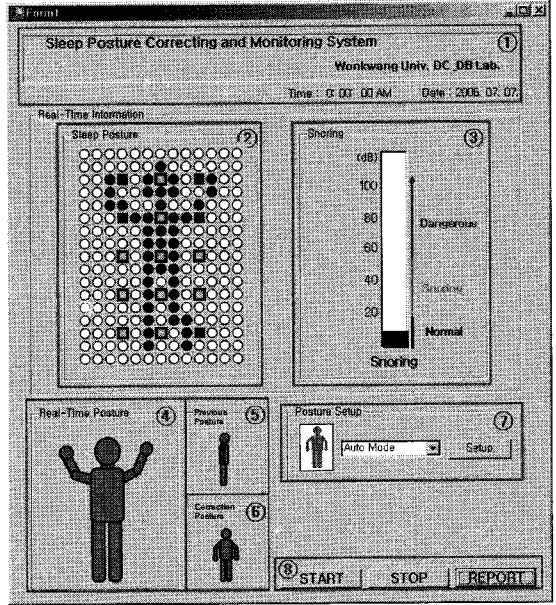 Form1
Sleep Posture Correcting and Monitoring System
①
Wonkwang Univ. DC_DB Lab.
Time : 0: 00: 00 AM Date : 2006. 07. 07.
Real-Time Information
Sleep Posture ②
Snoring ③
(dB)
100
80
60
40
20
Dangerous
Snoring
Normal
Snoring
Real-Time Posture ④
Previous Posture ⑤
Correction Posture ⑥
Posture Setup ⑦
Auto Mode Setup
⑧ START STOP REPORT